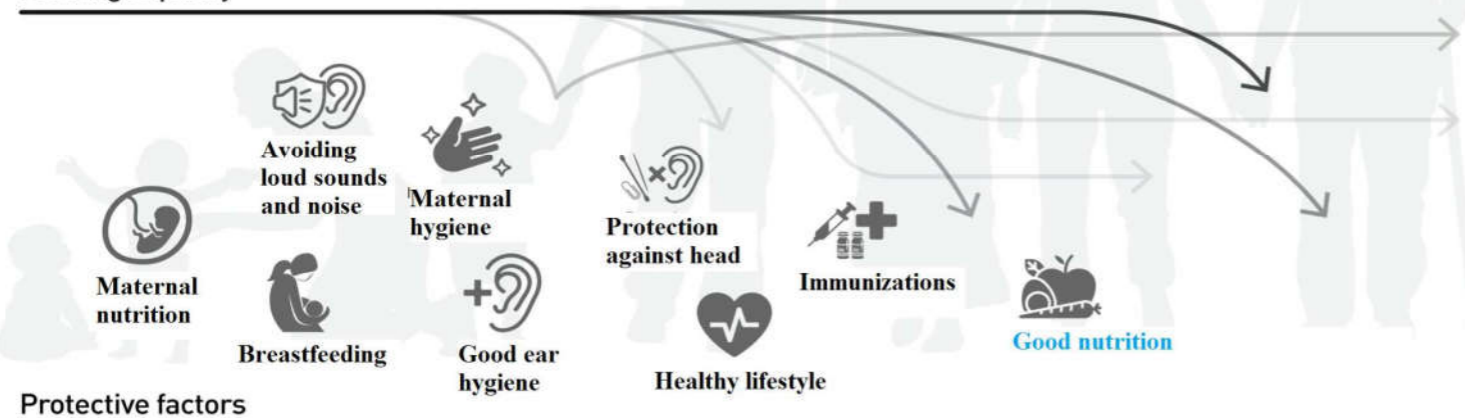 Avoiding
loud sounds
and noise
Maternal
hygiene
Protection
against head
Maternal
nutrition
Immunizations
Breastfeeding
Good ear
hygiene
Healthy lifestyle
Good nutrition
Protective factors